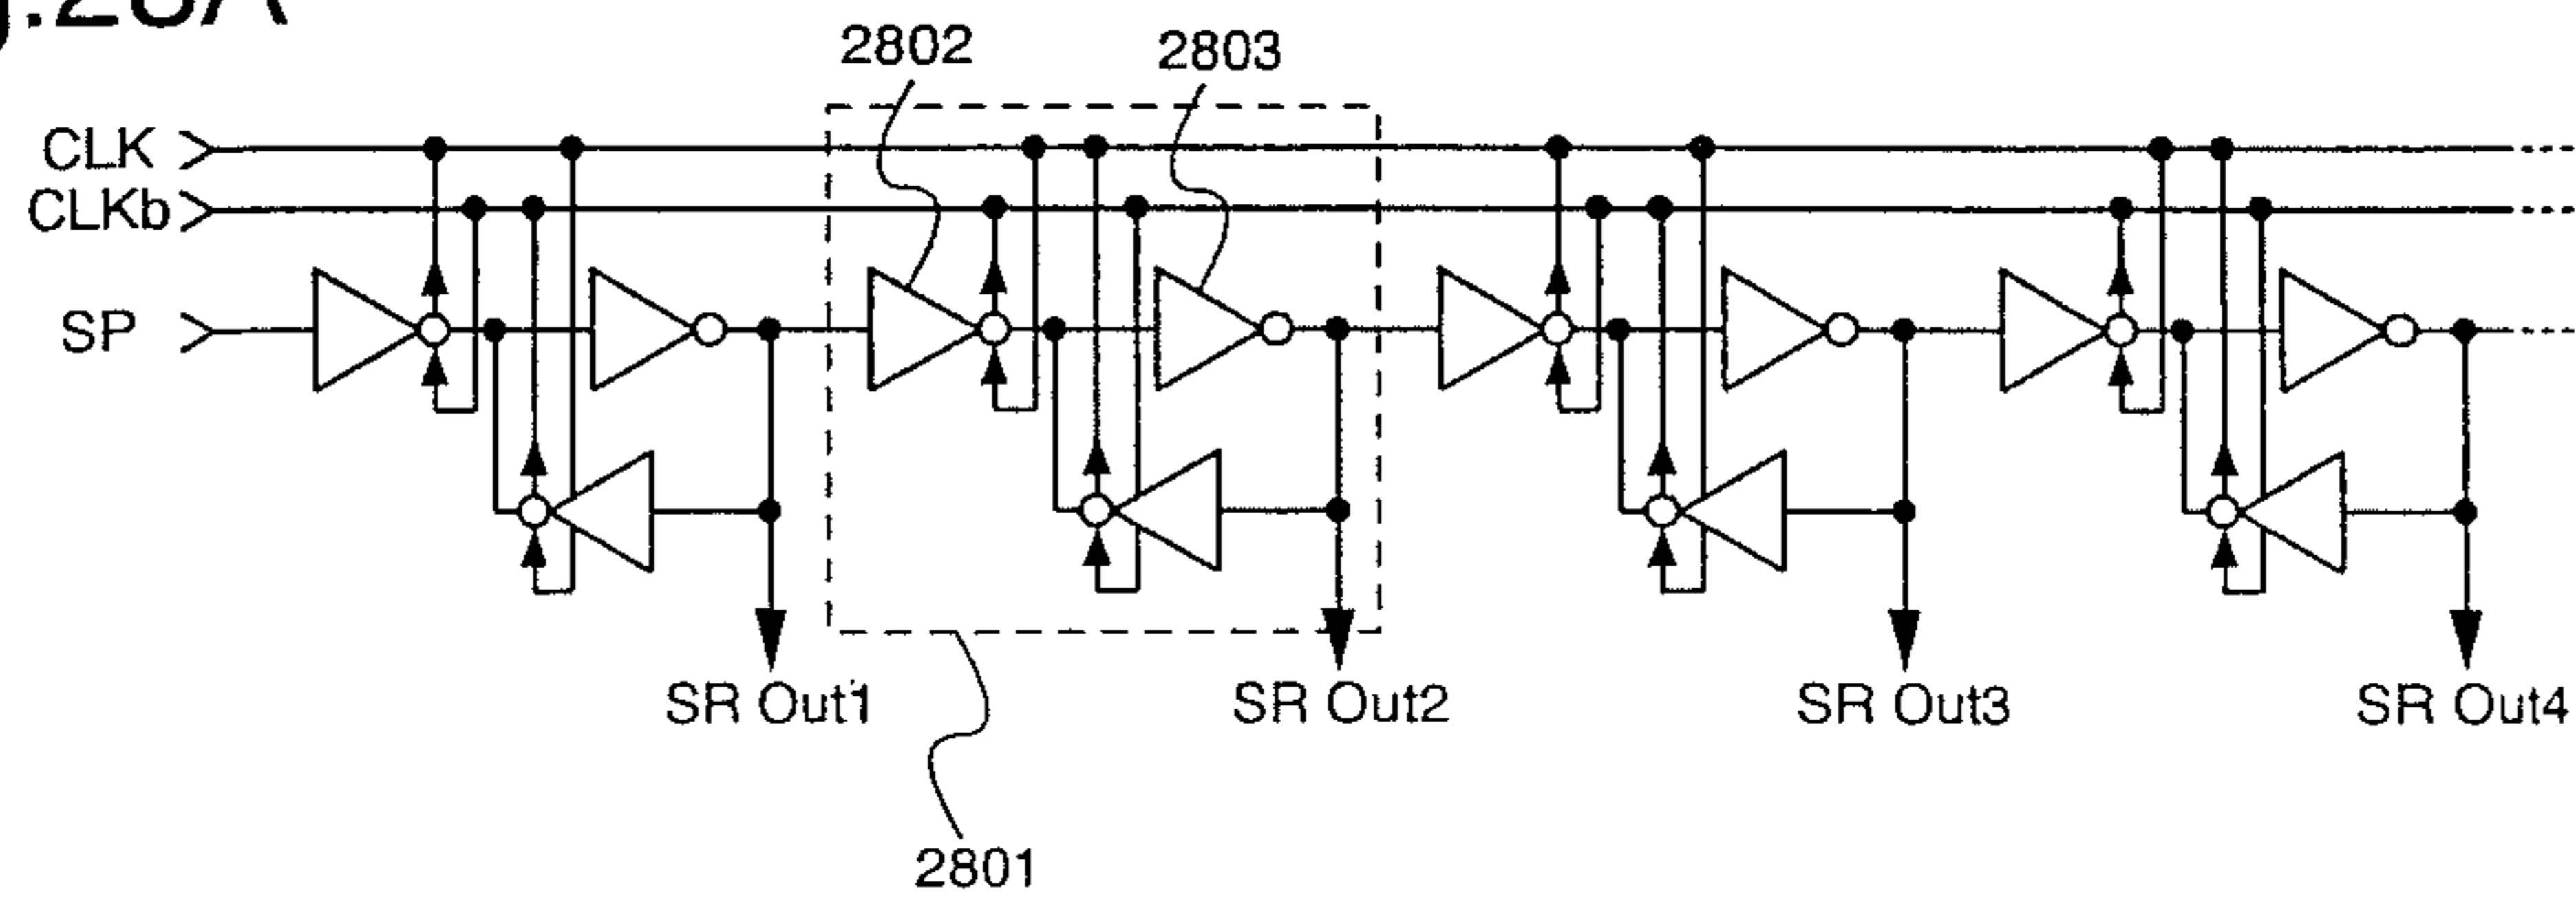 2802
2803
CLK
CLKb
SP
SR Out1
SR Out2
SR Out3
SR Out4
2801